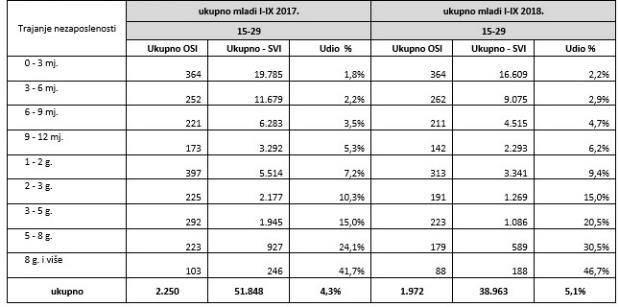 Trajanje nezaposlenosti ukupno mladi I-IX 2017. ukupno mladi I-IX 2018.
15-29 15-29
Ukupno OSI Ukupno - SVI Udio % Ukupno OSI Ukupno - SVI Udio %
0 - 3 mj. 364 19.785 1,8% 364 16.609 2,2%
3 - 6 mj. 252 11.679 2,2% 262 9.075 2,9%
6 - 9 mj. 221 6.283 3,5% 211 4.515 4,7%
9 - 12 mj. 173 3.292 5,3% 142 2.293 6,2%
1 - 2 g. 397 5.514 7,2% 313 3.341 9,4%
2 - 3 g. 225 2.177 10,3% 191 1.269 15,0%
3 - 5 g. 292 1.945 15,0% 223 1.086 20,5%
5 - 8 g. 223 927 24,1% 179 589 30,5%
8 g. i više 103 246 41,7% 88 188 46,7%
ukupno 2.250 51.848 4,3% 1.972 38.963 5,1%